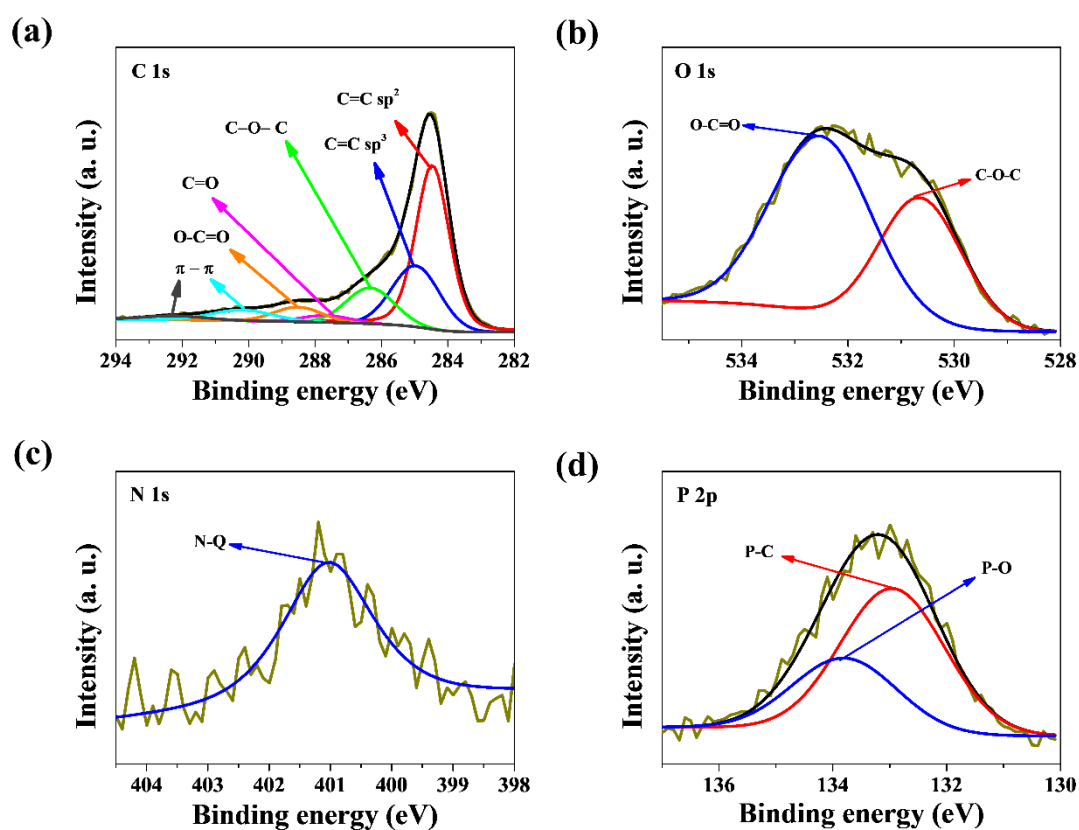 (a)
C 1s
C=C sp²
C–O– C
C=C sp³
C=O
O-C=O
π – π
Intensity (a. u.)
294 292 290 288 286 284 282
Binding energy (eV)
(b)
O 1s
O-C=O
C-O-C
Intensity (a. u.)
534 531 530 528
Binding energy (eV)
(c)
N 1s
N-Q
Intensity (a. u.)
404 403 402 401 400 399 398
Binding energy (eV)
(d)
P 2p
P-C
P-O
Intensity (a. u.)
136 134 132 130
Binding energy (eV)